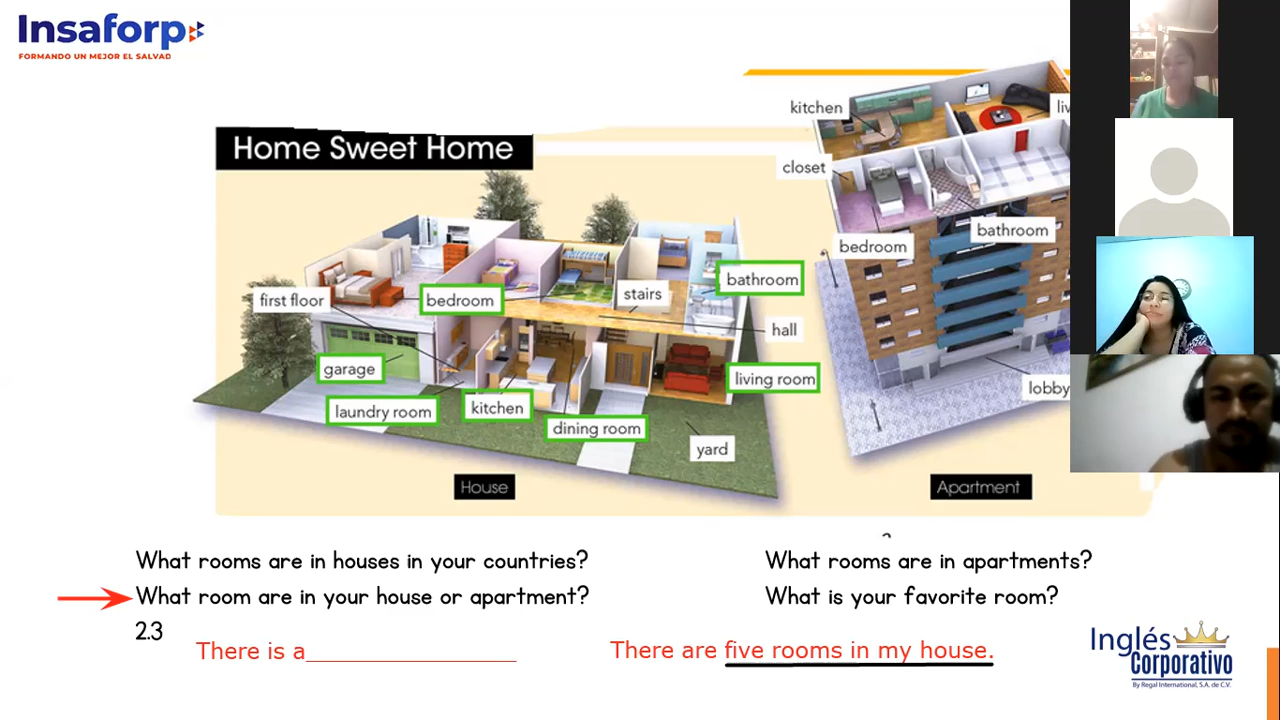 Insaforp
FORMANDO UN MEJOR EL SALVAD
Home Sweet Home
first floor
bedroom
stairs
bathroom
hall
garage
living room
laundry room
kitchen
dining room
yard
House
kitchen
closet
bedroom
bathroom
lobby
Apartment
What rooms are in houses in your countries?
What room are in your house or apartment?
2.3
There is a____________________
What rooms are in apartments?
What is your favorite room?
There are five rooms in my house.
Inglés
Corporativo
By Regal International, S.A. de C.V.